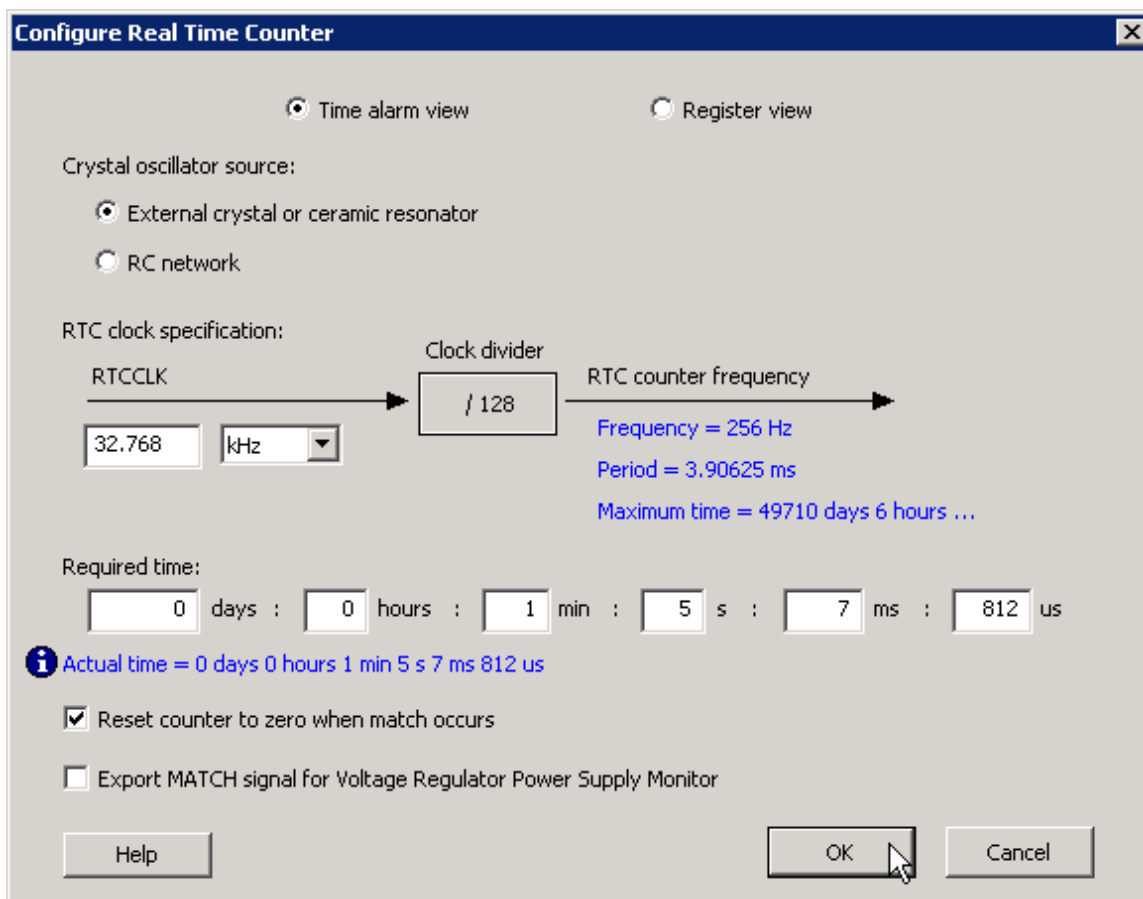 Configure Real Time Counter
Time alarm view Register view
Crystal oscillator source:
External crystal or ceramic resonator
RC network
RTC clock specification:
Clock divider
RTCCLK / 128 RTC counter frequency
32.768 kHz
Frequency = 256 Hz
Period = 3.90625 ms
Maximum time = 49710 days 6 hours ...
Required time:
0 days : 0 hours : 1 min : 5 s : 7 ms : 812 us
Actual time = 0 days 0 hours 1 min 5 s 7 ms 812 us
Reset counter to zero when match occurs
Export MATCH signal for Voltage Regulator Power Supply Monitor
Help OK Cancel